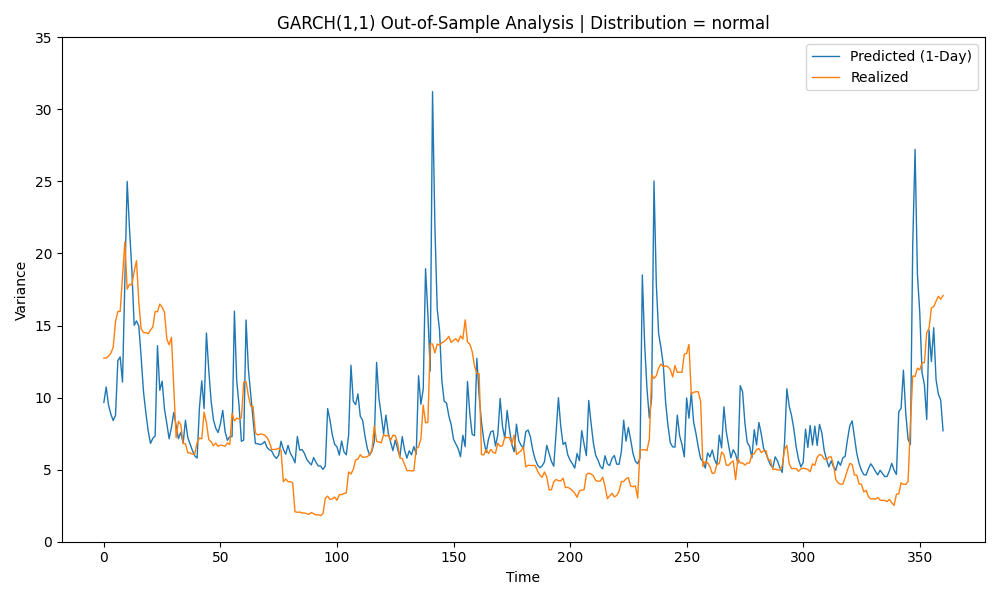 GARCH(1,1) Out-of-Sample Analysis | Distribution = normal
Predicted (1-Day)
Realized
Variance
35
30
25
20
15
10
5
0
0 50 100 150 200 250 300 350
Time